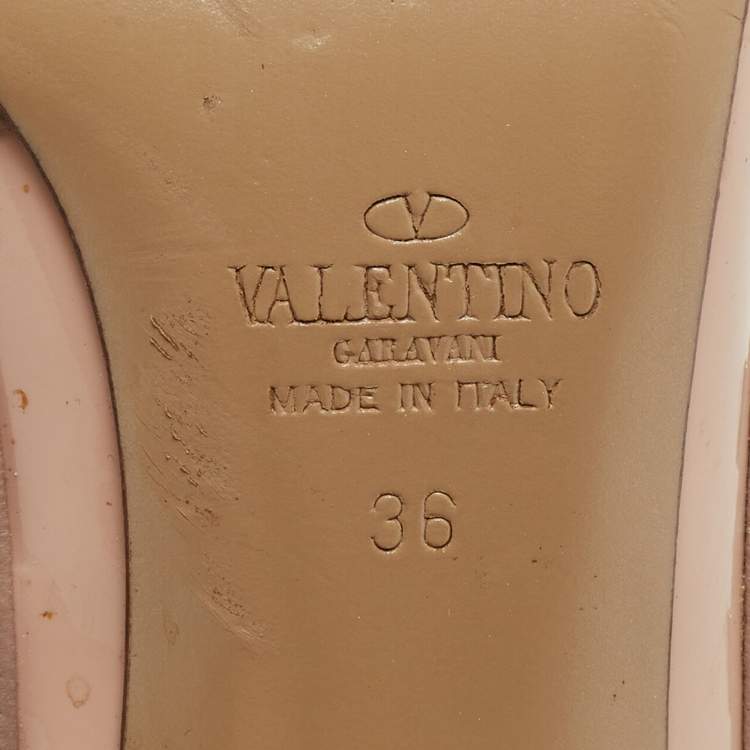 V
VALENTINO
GARAVANI
MADE IN ITALY
36